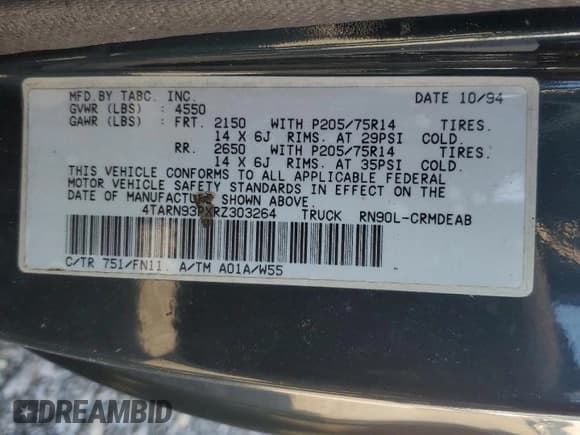 MFD.BY TABC, INC. DATE 10/94
GVWR (LBS) : 4550
GAWR (LBS) : FRT. 2150 WITH P205/75R14 TIRES.
14 X 6J RIMS. AT 29PSI COLD.
RR. 2650 WITH P205/75R14 TIRES.
14 X 6J RIMS. AT 35PSI COLD.
THIS VEHICLE CONFORMS TO ALL APPLICABLE FEDERAL
MOTOR VEHICLE SAFETY STANDARDS IN EFFECT ON THE
DATE OF MANUFACTURE SHOWN ABOVE.
4TARN93PXRZ303264 TRUCK RN90L-CRMDEAB
C/TR 751/FN11. A/TM A01A/W55
DREAMBID